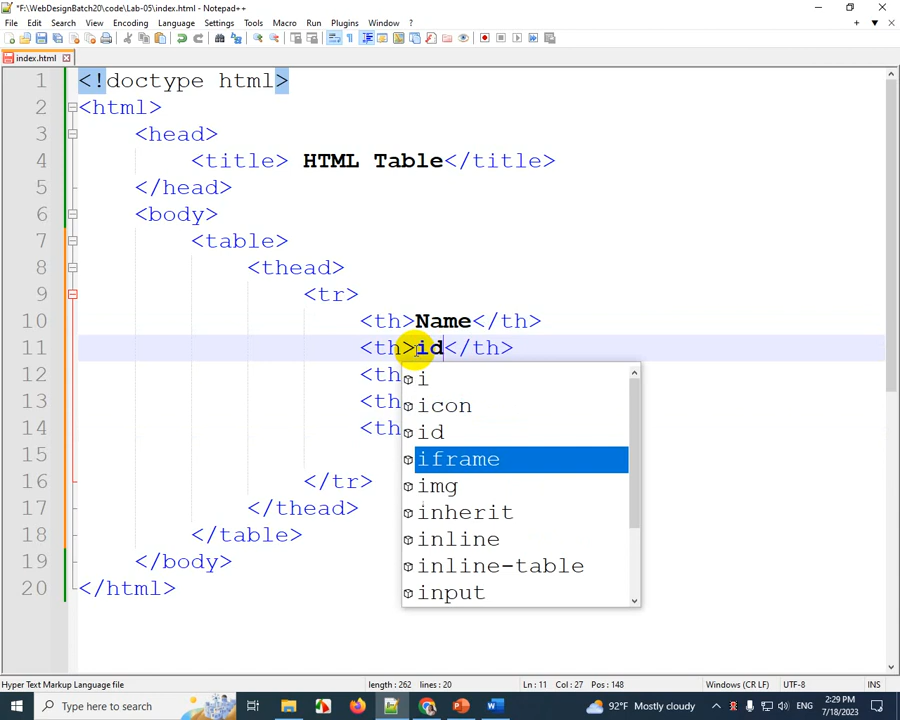 *F:\WebDesignBatch20\code\Lab-05\index.html - Notepad++
File Edit Search View Encoding Language Settings Tools Macro Run Plugins Window ?
index.html
1 <!doctype html>
2 <html>
3 <head>
4 <title> HTML Table</title>
5 </head>
6 <body>
7 <table>
8 <thead>
9 <tr>
10 <th>Name</th>
11 <th>id</th>
12 <th
13 <th
14 <th
15
16 </tr>
17 </thead>
18 </table>
19 </body>
20 </html>
i
icon
id
iframe
img
inherit
inline
inline-table
input
Hyper Text Markup Language file length : 262 lines : 20 Ln : 11 Col : 27 Pos : 148 Windows (CR LF) UTF-8 INS
Type here to search 92°F Mostly cloudy ENG 2:29 PM
7/18/2023